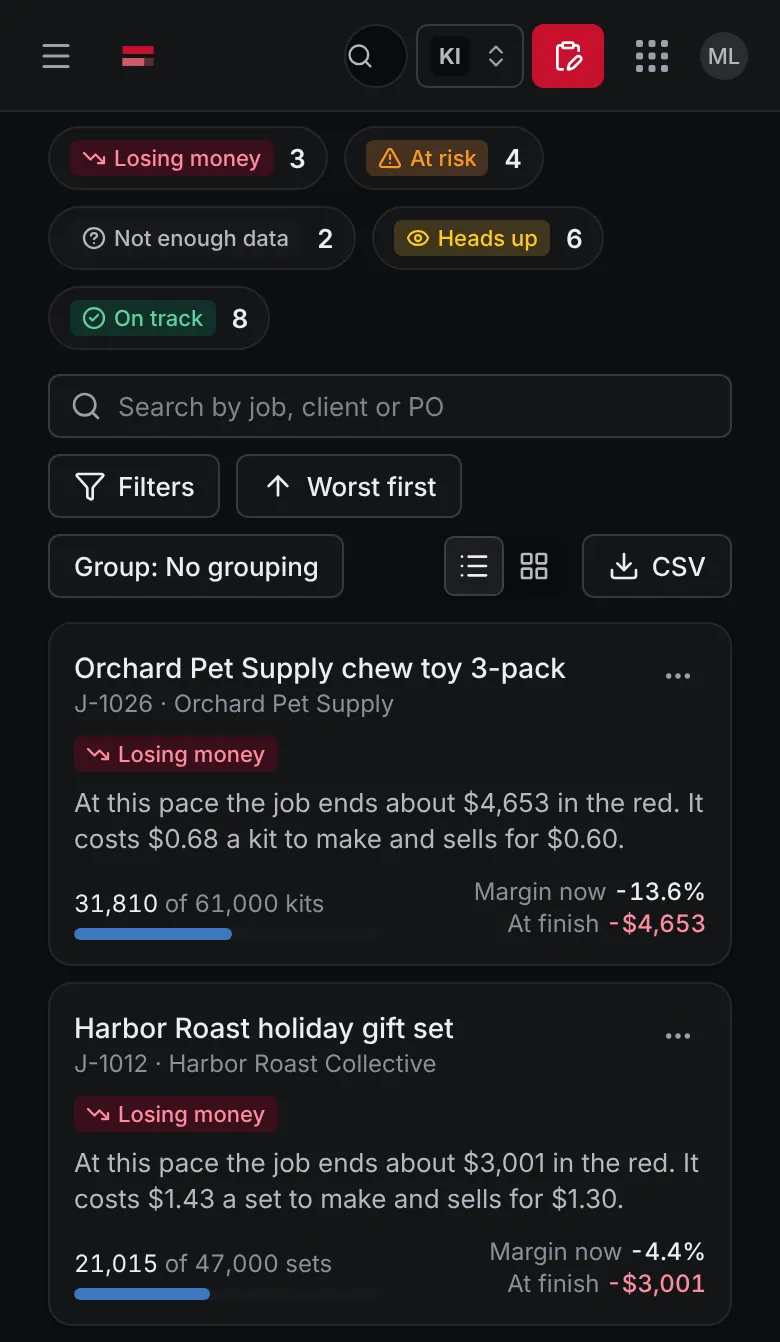 KI
ML
Losing money 3
At risk 4
Not enough data 2
Heads up 6
On track 8
Search by job, client or PO
Filters
Worst first
Group: No grouping
CSV
Orchard Pet Supply chew toy 3-pack
J-1026 · Orchard Pet Supply
Losing money
At this pace the job ends about $4,653 in the red. It
costs $0.68 a kit to make and sells for $0.60.
31,810 of 61,000 kits
Margin now -13.6%
At finish -$4,653
Harbor Roast holiday gift set
J-1012 · Harbor Roast Collective
Losing money
At this pace the job ends about $3,001 in the red. It
costs $1.43 a set to make and sells for $1.30.
21,015 of 47,000 sets
Margin now -4.4%
At finish -$3,001